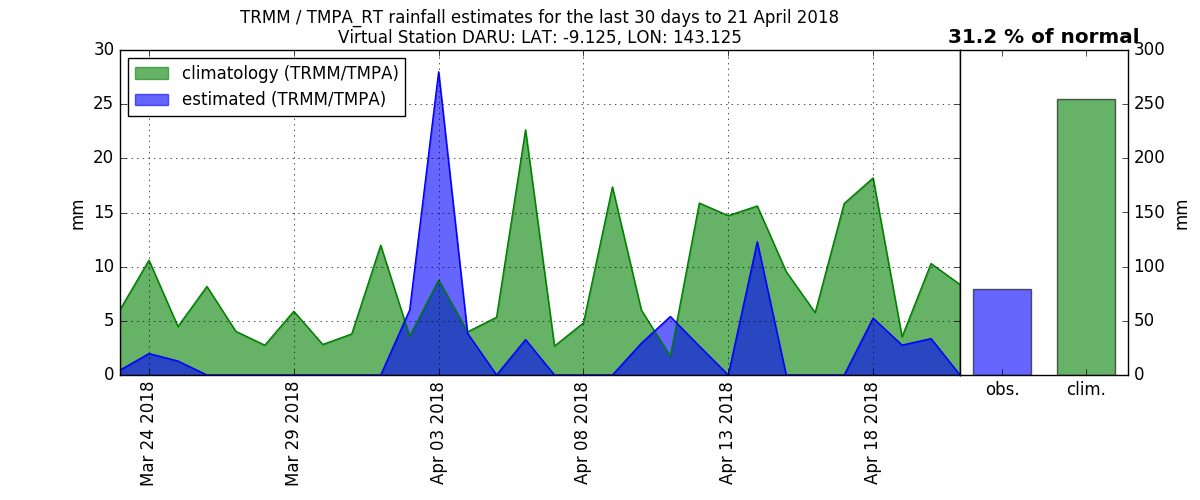 TRMM / TMPA_RT rainfall estimates for the last 30 days to 21 April 2018
Virtual Station DARU: LAT: -9.125, LON: 143.125
31.2 % of normal
climatology (TRMM/TMPA)
estimated (TRMM/TMPA)
30
25
20
15
10
5
0
mm
Mar 24 2018
Mar 29 2018
Apr 03 2018
Apr 08 2018
Apr 13 2018
Apr 18 2018
300
250
200
150
100
50
0
mm
obs.
clim.